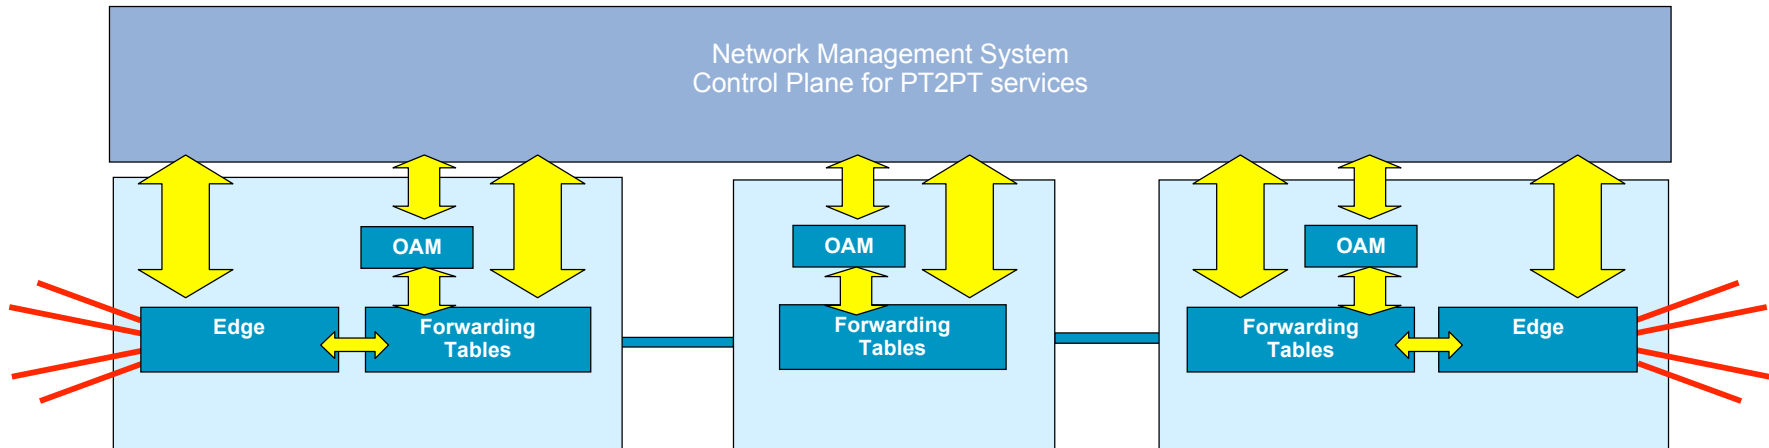 Network Management System
Control Plane for PT2PT services
OAM
OAM
OAM
Edge
Forwarding
Tables
Forwarding
Tables
Forwarding
Tables
Edge